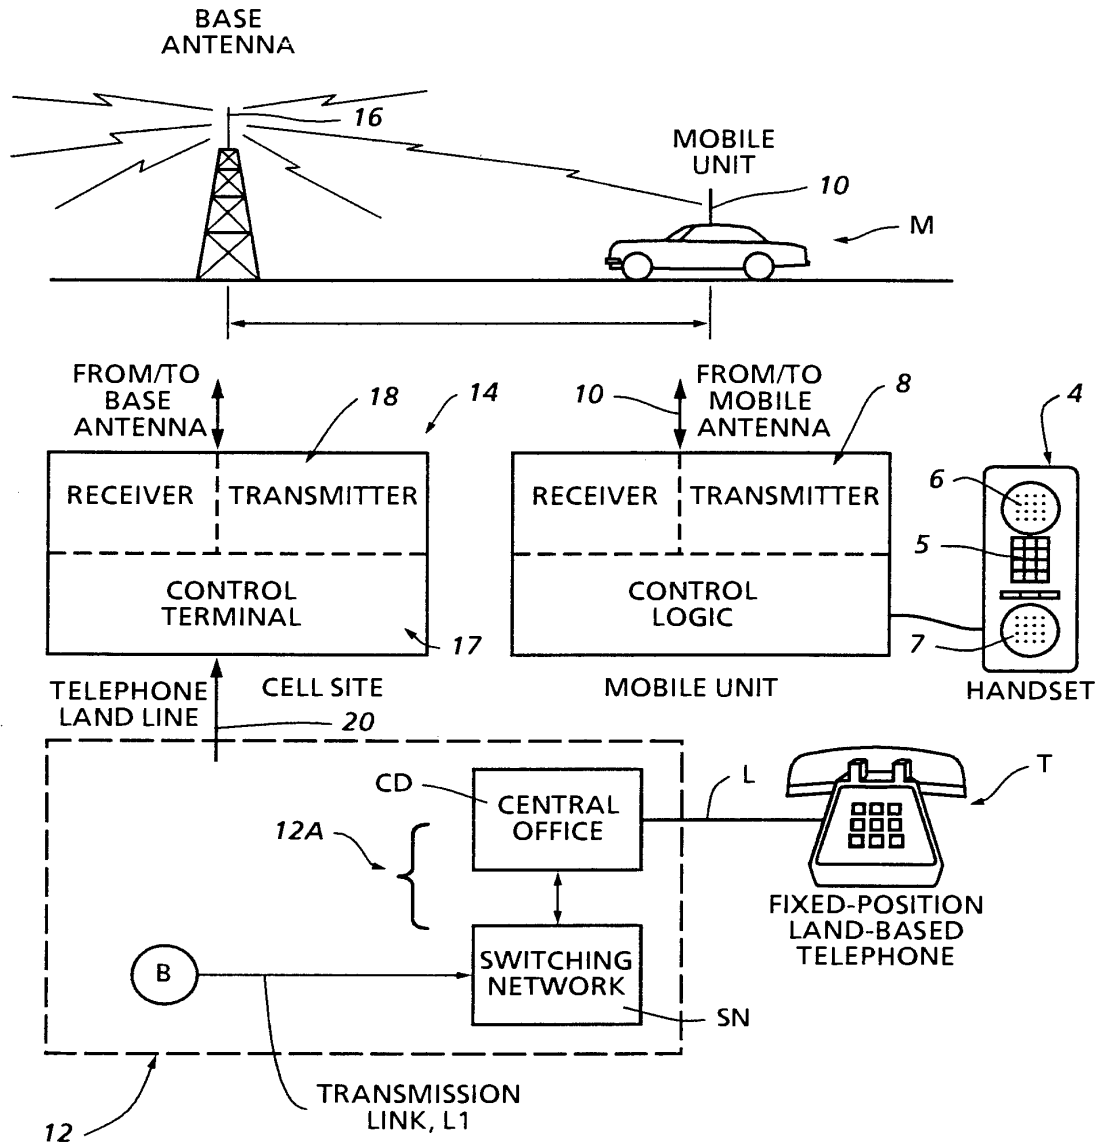 BASE
ANTENNA
16
MOBILE
UNIT
10
M
FROM/TO
BASE
ANTENNA
18
14
10
FROM/TO
MOBILE
ANTENNA
8
4
RECEIVER
TRANSMITTER
RECEIVER
TRANSMITTER
6
5
CONTROL
TERMINAL
CONTROL
LOGIC
17
7
TELEPHONE
LAND LINE
CELL SITE
20
MOBILE UNIT
HANDSET
CD
CENTRAL
OFFICE
L
T
12A
FIXED-POSITION
LAND-BASED
TELEPHONE
B
SWITCHING
NETWORK
SN
TRANSMISSION
LINK, L1
12